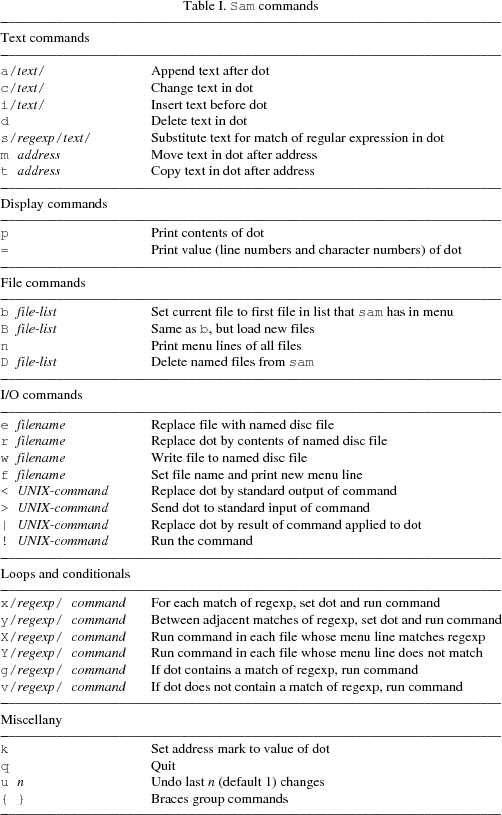 Table I. Sam commands
Text commands
a/text/ Append text after dot
c/text/ Change text in dot
i/text/ Insert text before dot
d Delete text in dot
s/regexp/text/ Substitute text for match of regular expression in dot
m address Move text in dot after address
t address Copy text in dot after address
Display commands
p Print contents of dot
= Print value (line numbers and character numbers) of dot
File commands
b file-list Set current file to first file in list that sam has in menu
B file-list Same as b, but load new files
n Print menu lines of all files
D file-list Delete named files from sam
I/O commands
e filename Replace file with named disc file
r filename Replace dot by contents of named disc file
w filename Write file to named disc file
f filename Set file name and print new menu line
< UNIX-command Replace dot by standard output of command
> UNIX-command Send dot to standard input of command
| UNIX-command Replace dot by result of command applied to dot
! UNIX-command Run the command
Loops and conditionals
x/regexp/ command For each match of regexp, set dot and run command
y/regexp/ command Between adjacent matches of regexp, set dot and run command
X/regexp/ command Run command in each file whose menu line matches regexp
Y/regexp/ command Run command in each file whose menu line does not match
g/regexp/ command If dot contains a match of regexp, run command
v/regexp/ command If dot does not contain a match of regexp, run command
Miscellany
k Set address mark to value of dot
q Quit
u n Undo last n (default 1) changes
{ } Braces group commands